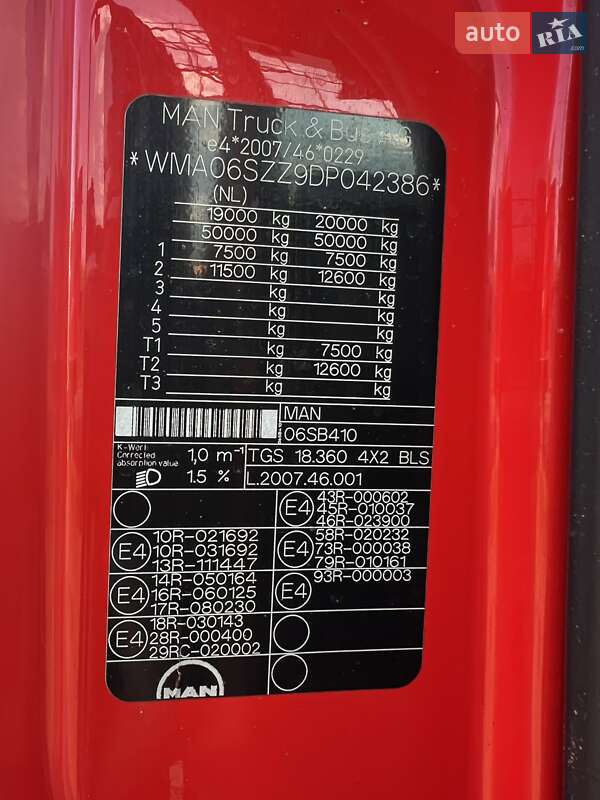 auto RIA .com
MAN Truck & Bus AG
e4*2007/46*0229
*WMA06SZZ9DP042386*
(NL)
19000 kg 20000 kg
50000 kg 50000 kg
1 7500 kg 7500 kg
2 11500 kg 12600 kg
3 kg kg
4 kg kg
5 kg kg
T1 kg 7500 kg
T2 kg 12600 kg
T3 kg kg
MAN
06SB410
K-Wert
Corrected
absorption value
1,0 m⁻¹
TGS 18.360 4X2 BLS
1.5 %
L.2007.46.001
E4
43R-000602
45R-010037
46R-023900
E4
10R-021692
10R-031692
13R-111447
E4
58R-020232
73R-000038
79R-010161
E4
14R-050164
16R-060125
17R-080230
E4
93R-000003
E4
18R-030143
28R-000400
29RC-020002
MAN